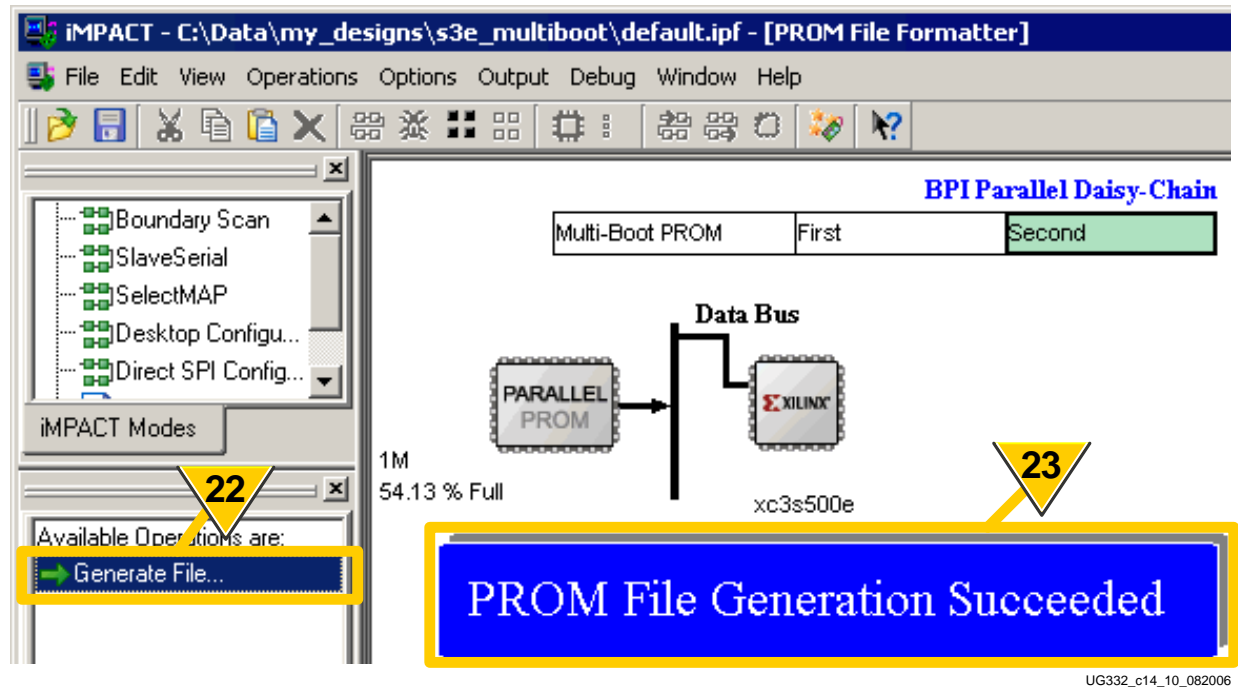 iMPACT - C:\Data\my_designs\s3e_multiboot\default.ipf - [PROM File Formatter]
File Edit View Operations Options Output Debug Window Help
BPI Parallel Daisy-Chain
Multi-Boot PROM First Second
Boundary Scan
SlaveSerial
SelectMAP
Desktop Configu...
Direct SPI Config...
iMPACT Modes
Data Bus
PARALLEL
PROM
XILINX
1M
54.13 % Full
xc3s500e
22
Available Operations are:
Generate File...
23
PROM File Generation Succeeded
UG332_c14_10_082006